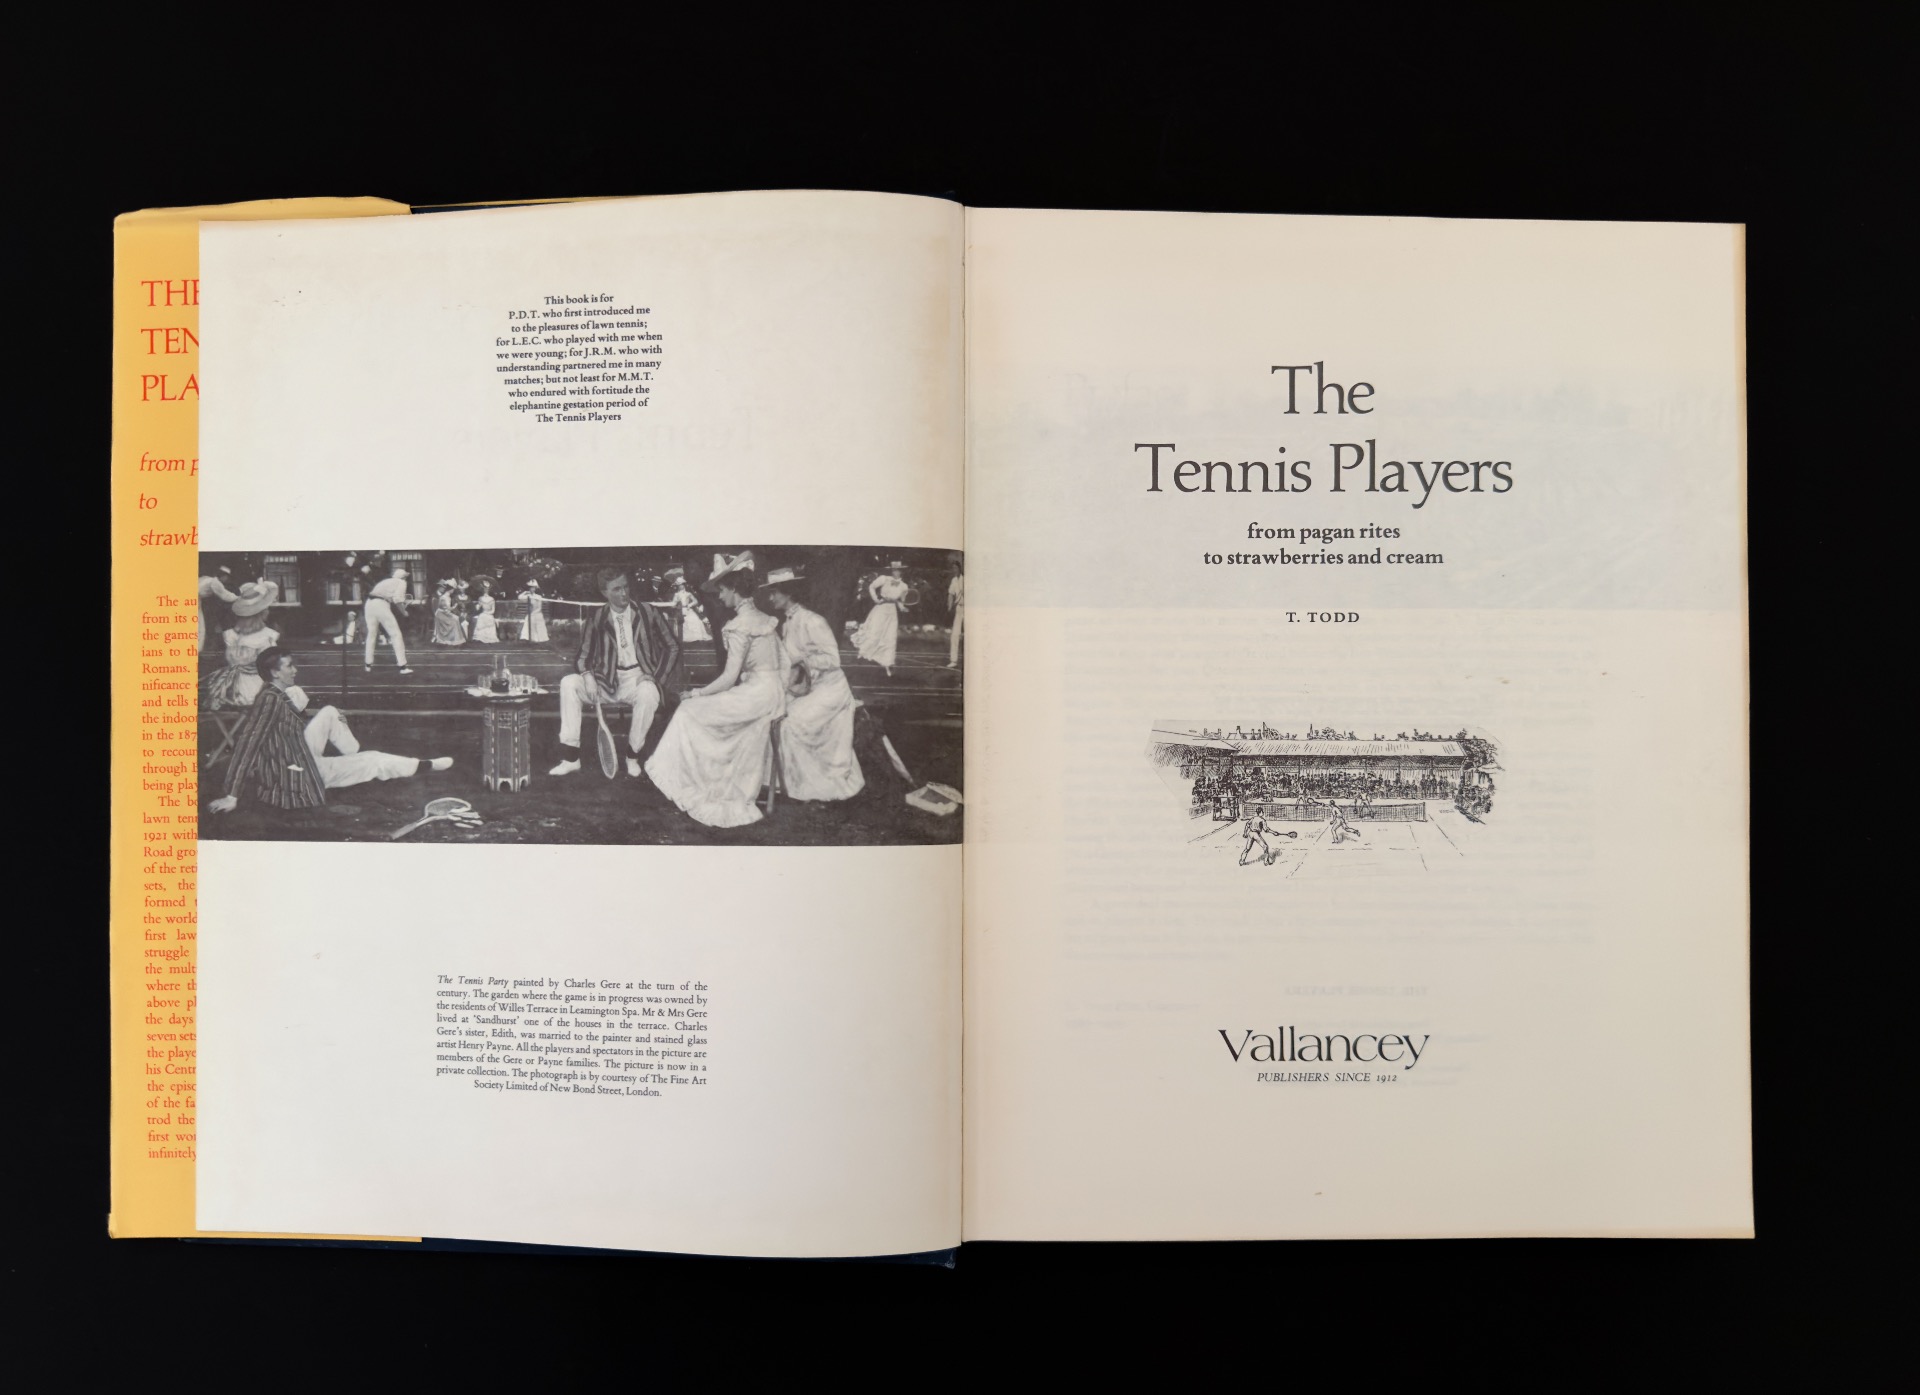 THE
TEN
PLA
from p
to
strawb
The au
from its o
the games
ians to th
Romans.
nificance
and tells t
the indoor
in the 187
to recoun
through E
being play
The bo
lawn tenn
1921 with
Road gro
of the reti
sets, the
formed
the world
first law
struggle
the mult
where th
above pl
the days
seven sets
the playe
his Centr
the episo
of the fa
trod the
first wor
infinitely
This book is for
P.D.T. who first introduced me
to the pleasures of lawn tennis;
for L.E.C. who played with me when
we were young; for J.R.M. who with
understanding partnered me in many
matches; but not least for M.M.T.
who endured with fortitude the
elephantine gestation period of
The Tennis Players
The Tennis Party painted by Charles Gere at the turn of the
century. The garden where the game is in progress was owned by
the residents of Willes Terrace in Leamington Spa. Mr & Mrs Gere
lived at 'Sandhurst' one of the houses in the terrace. Charles
Gere's sister, Edith, was married to the painter and stained glass
artist Henry Payne. All the players and spectators in the picture are
members of the Gere or Payne families. The picture is now in a
private collection. The photograph is by courtesy of The Fine Art
Society Limited of New Bond Street, London.
The
Tennis Players
from pagan rites
to strawberries and cream
T. TODD
Vallancey
PUBLISHERS SINCE 1912